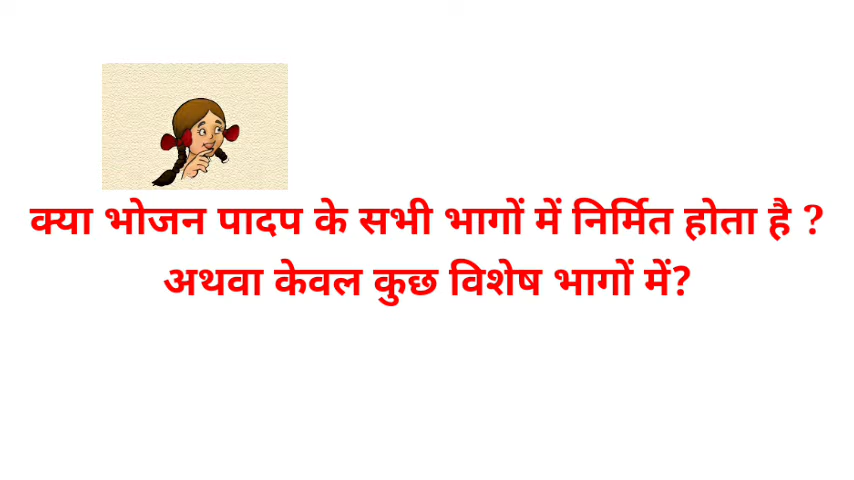 क्या भोजन पादप के सभी भागों में निर्मित होता है ?
अथवा केवल कुछ विशेष भागों में?